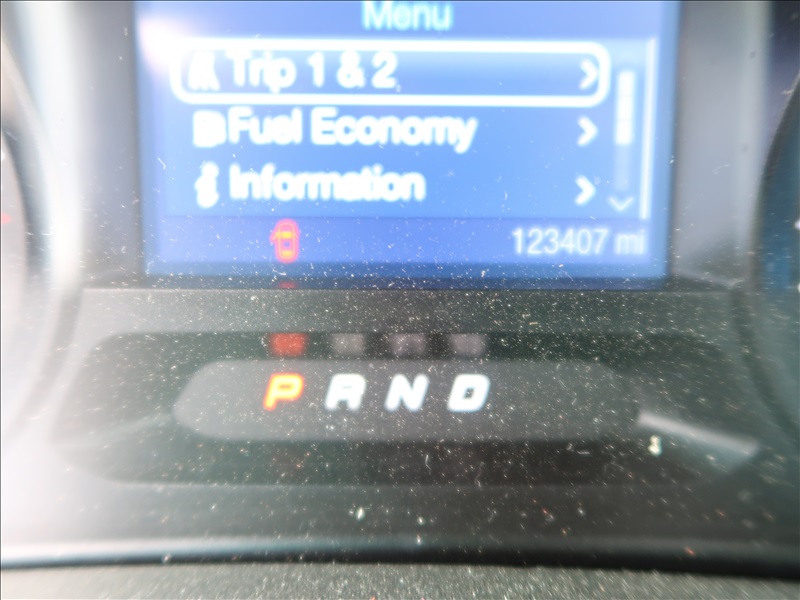 Menu
Trip 1 & 2
Fuel Economy
Information
123407 mi
P R N D